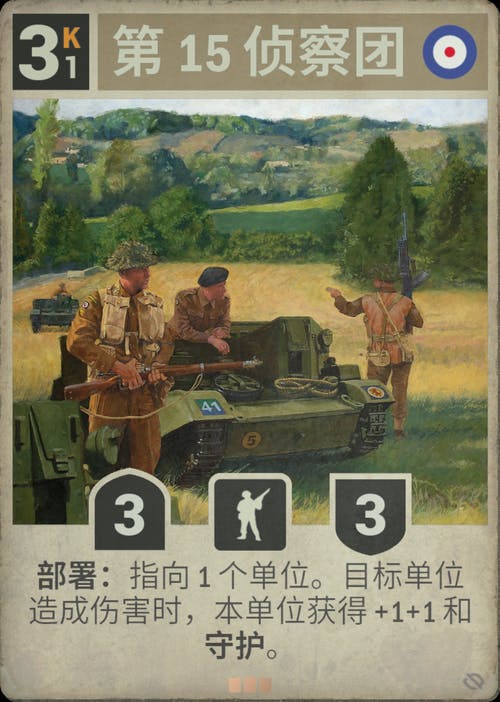 3 K 1 第 15 侦察团
41
5
3 3
部署：指向 1 个单位。目标单位
造成伤害时，本单位获得 +1+1 和
守护。